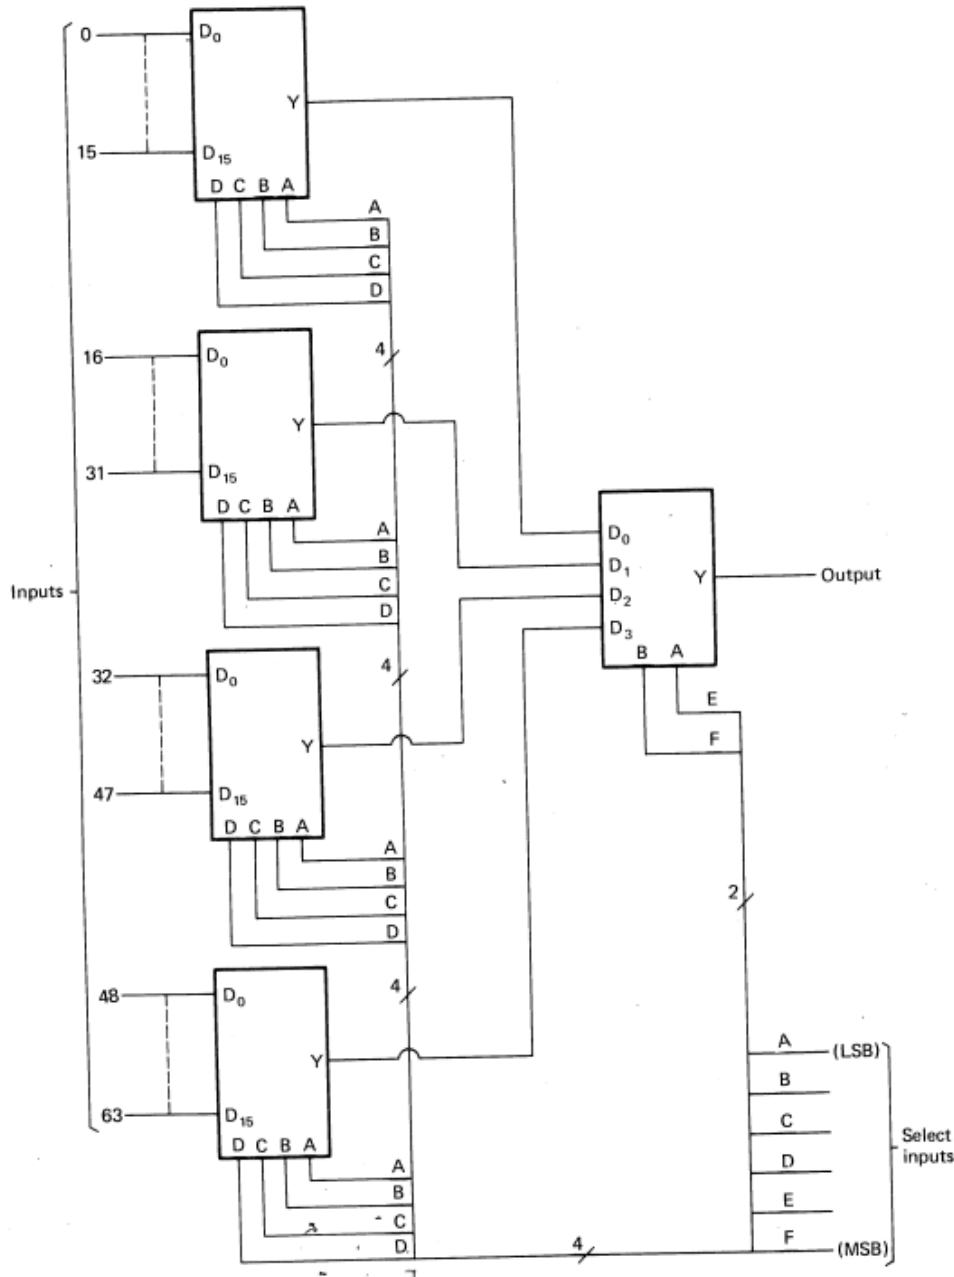 0
D0
Y
15
D15
D C B A
A
B
C
D
4
16
D0
Y
31
D15
D C B A
A
B
C
D
4
Inputs
D0
D1
D2
D3
Y
Output
B A
E
F
32
D0
Y
47
D15
D C B A
A
B
C
D
4
2
48
D0
Y
63
D15
D C B A
A
B
C
D
4
A (LSB)
B
C
D
E
F (MSB)
Select
inputs